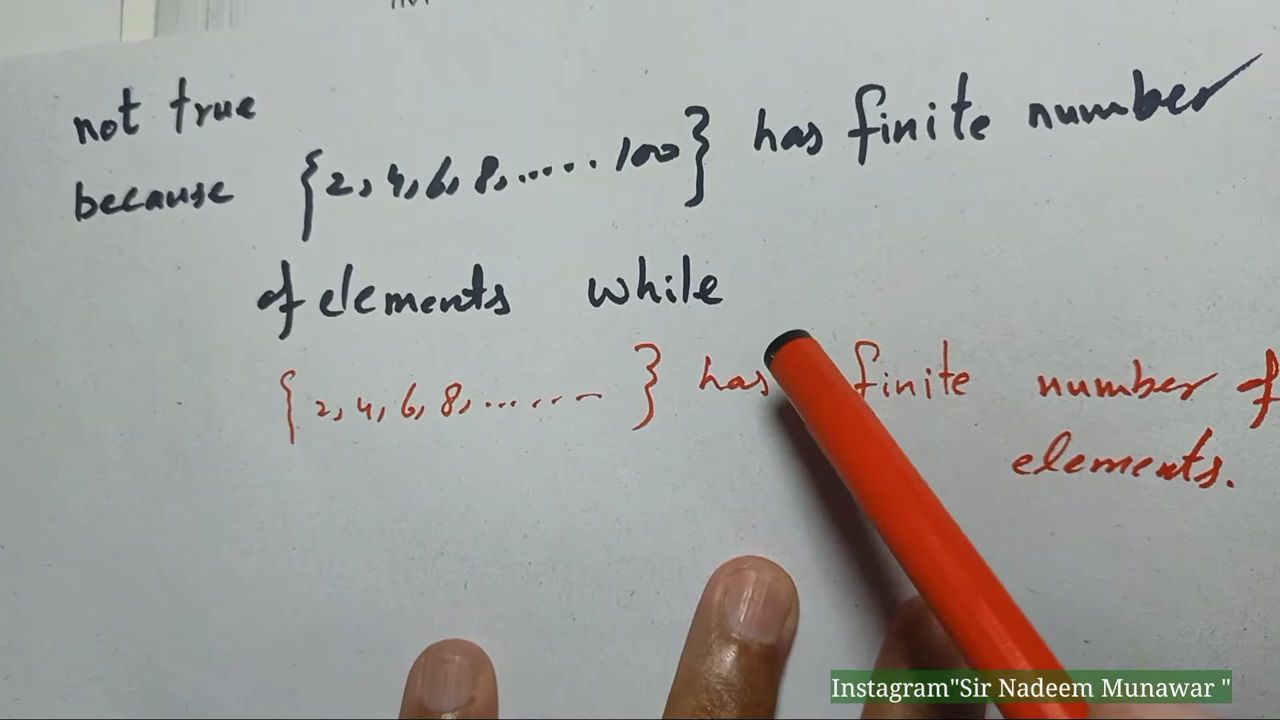 not true
because {2, 4, 6, 8, ..... 100} has finite number
of elements while
{2, 4, 6, 8, ......} has finite number of
elements.
Instagram"Sir Nadeem Munawar "